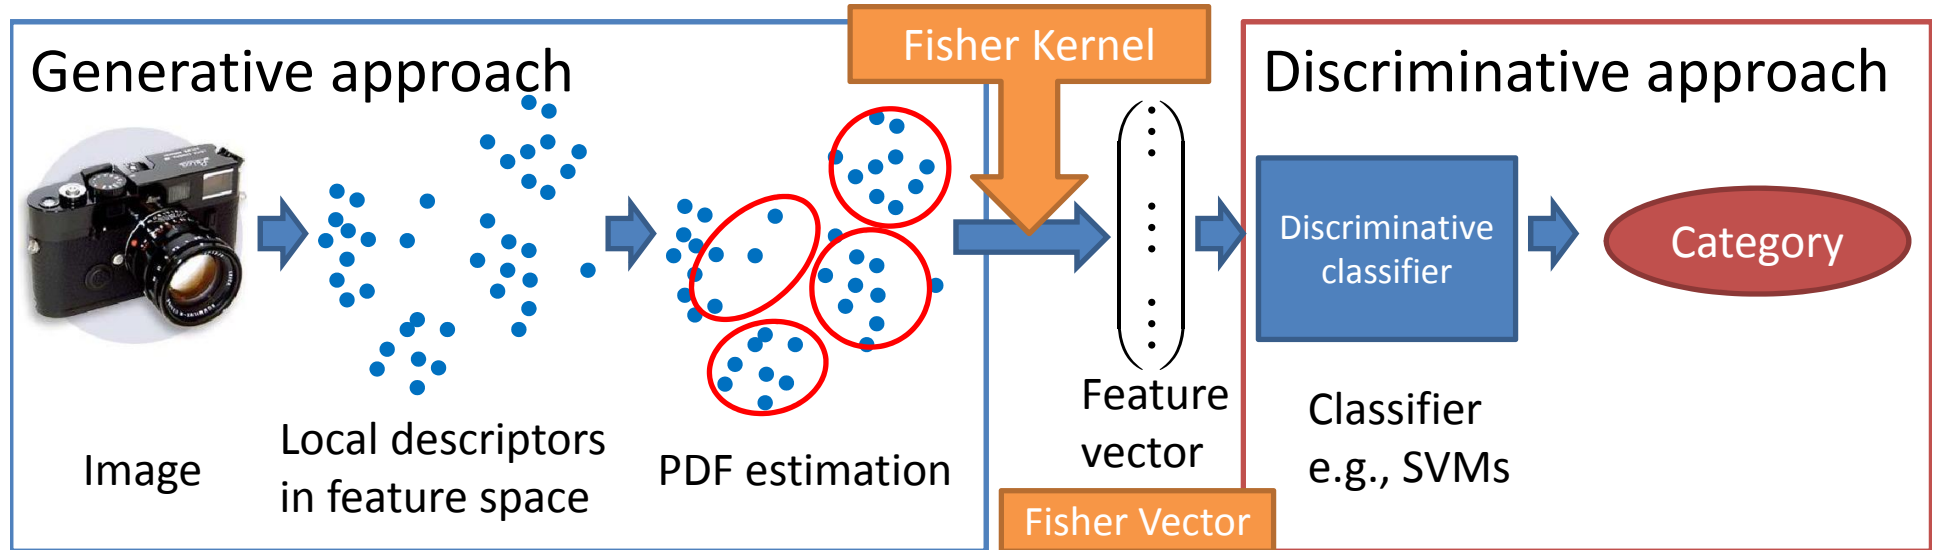 Generative approach
Fisher Kernel
Discriminative approach
Discriminative
classifier
Category
Image
Local descriptors
in feature space
PDF estimation
Feature
vector
Classifier
e.g., SVMs
Fisher Vector